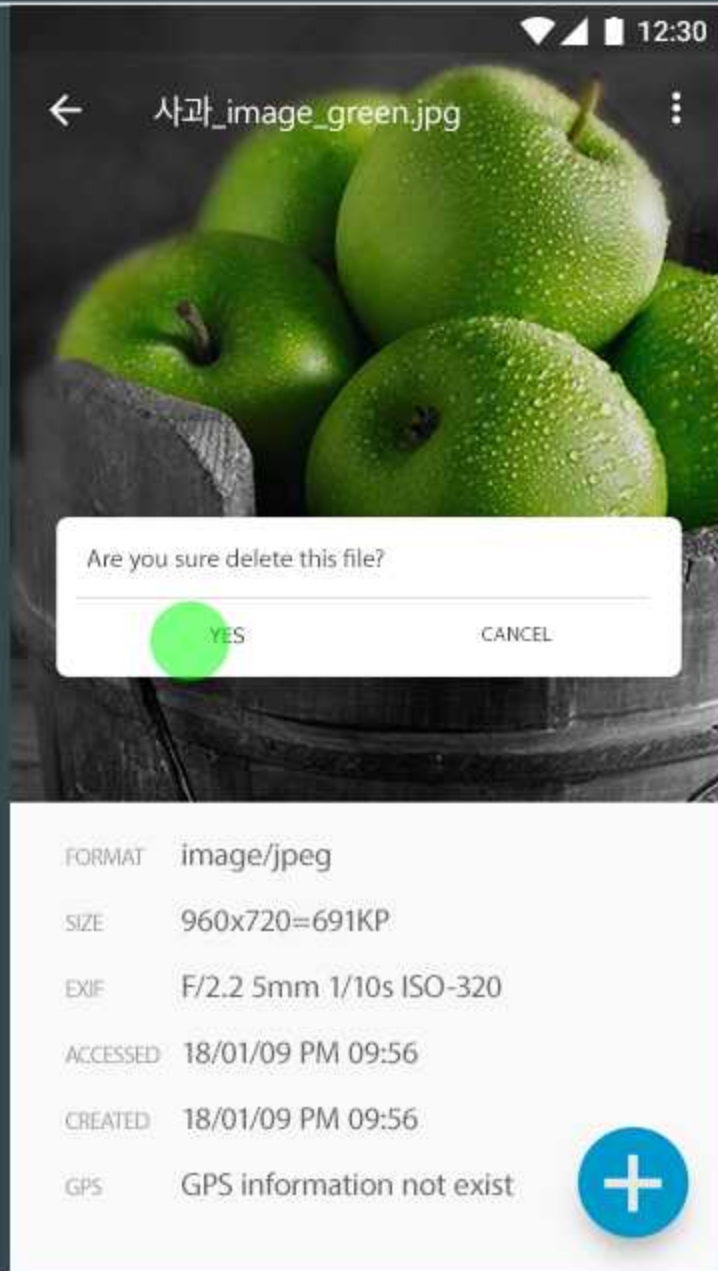 12:30
사과_image_green.jpg
Are you sure delete this file?
YES CANCEL
FORMAT image/jpeg
SIZE 960x720=691KP
EXIF F/2.2 5mm 1/10s ISO-320
ACCESSED 18/01/09 PM 09:56
CREATED 18/01/09 PM 09:56
GPS GPS information not exist